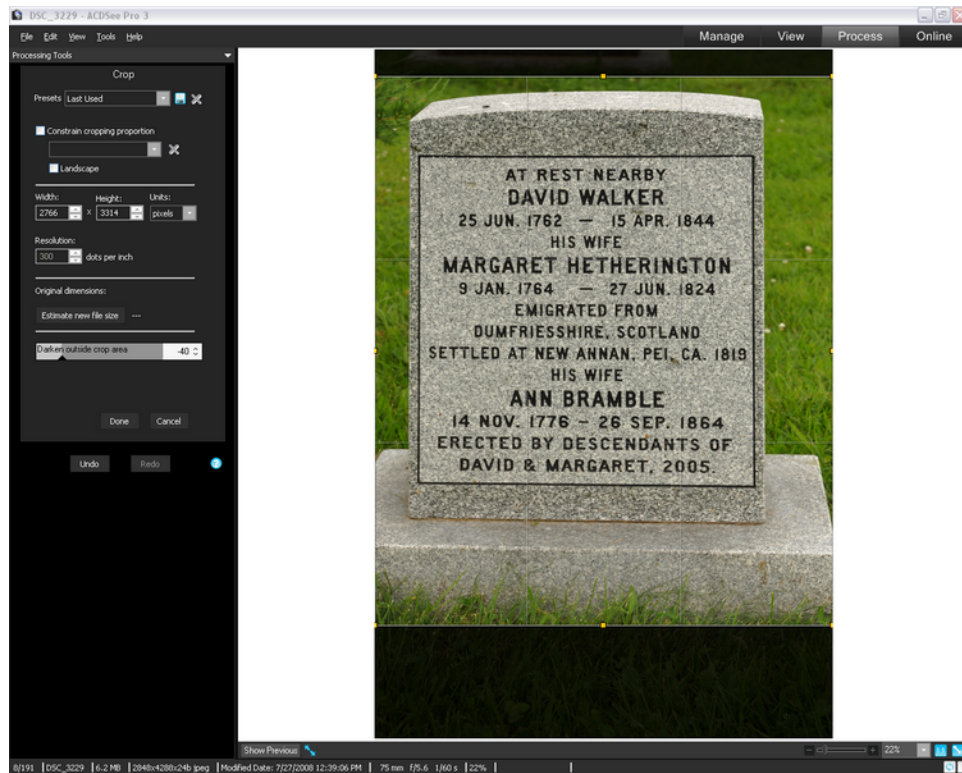 DSC_3229 - ACDSee Pro 3
File Edit View Tools Help
Manage View Process Online
Processing Tools
Crop
Presets Last Used
Constrain cropping proportion
Landscape
Width: Height: Units:
2766 x 3314 pixels
Resolution:
300 dots per inch
Original dimensions:
Estimate new file size ---
Darken outside crop area -40
Done Cancel
Undo Redo ?
AT REST NEARBY
DAVID WALKER
25 JUN. 1762 — 15 APR. 1844
HIS WIFE
MARGARET HETHERINGTON
9 JAN. 1764 — 27 JUN. 1824
EMIGRATED FROM
DUMFRIESSHIRE, SCOTLAND
SETTLED AT NEW ANNAN, PEI, CA. 1819
HIS WIFE
ANN BRAMBLE
14 NOV. 1776 – 26 SEP. 1864
ERECTED BY DESCENDANTS OF
DAVID & MARGARET, 2005.
Show Previous 22%
8/191 DSC_3229 6.2 MB 2848x4288x24b jpeg Modified Date: 7/27/2008 12:39:06 PM 75 mm f/5.6 1/60 s 22%